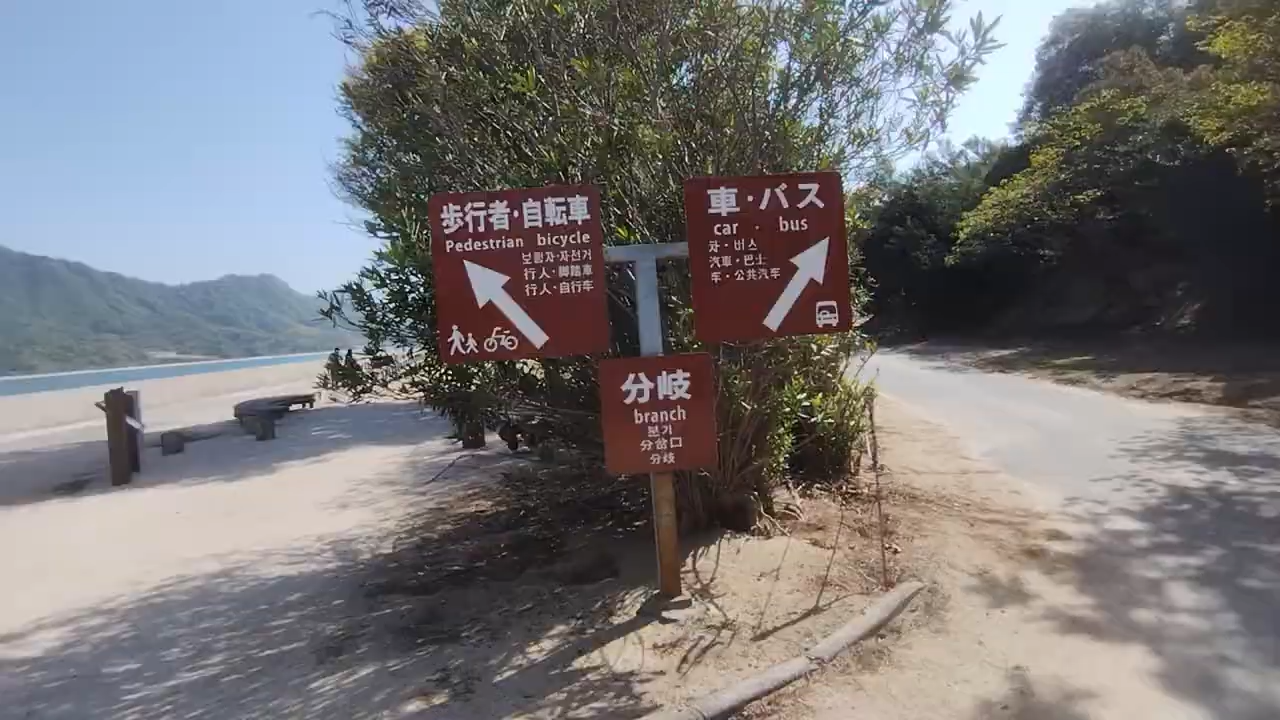 歩行者・自転車
Pedestrian bicycle
보행자·자전거
行人・脚踏車
行人・自行车
車・バス
car · bus
차·버스
汽車・巴士
车・公共汽车
分岐
branch
분기
分岔口
分歧